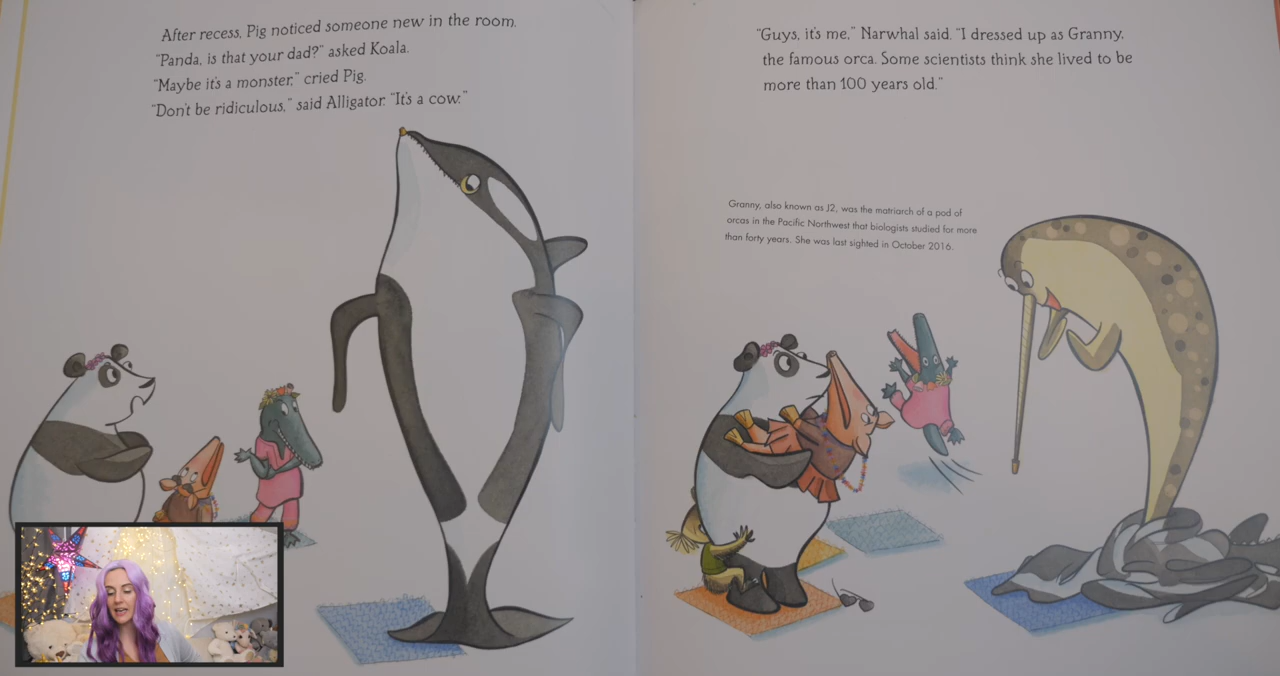 After recess, Pig noticed someone new in the room.
"Panda, is that your dad?" asked Koala.
"Maybe it's a monster," cried Pig.
"Don't be ridiculous," said Alligator. "It's a cow."
"Guys, it's me," Narwhal said. "I dressed up as Granny,
the famous orca. Some scientists think she lived to be
more than 100 years old."
Granny, also known as J2, was the matriarch of a pod of
orcas in the Pacific Northwest that biologists studied for more
than forty years. She was last sighted in October 2016.